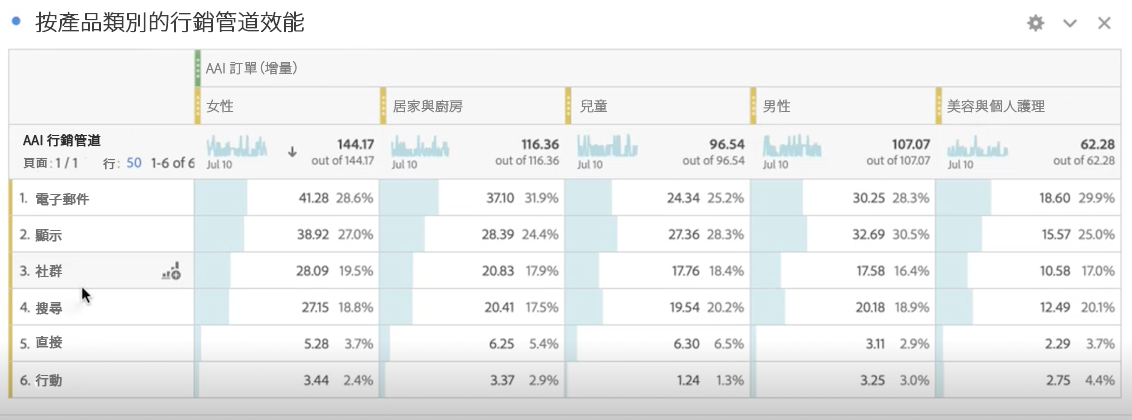 按產品類別的行銷管道效能
AAI 訂單 (增量)
女性 居家與廚房 兒童 男性 美容與個人護理
AAI 行銷管道
頁面: 1 / 1 行: 50 1-6 of 6
Jul 10 144.17 out of 144.17
Jul 10 116.36 out of 116.36
Jul 10 96.54 out of 96.54
Jul 10 107.07 out of 107.07
Jul 10 62.28 out of 62.28
1. 電子郵件 41.28 28.6% 37.10 31.9% 24.34 25.2% 30.25 28.3% 18.60 29.9%
2. 顯示 38.92 27.0% 28.39 24.4% 27.36 28.3% 32.69 30.5% 15.57 25.0%
3. 社群 28.09 19.5% 20.83 17.9% 17.76 18.4% 17.58 16.4% 10.58 17.0%
4. 搜尋 27.15 18.8% 20.41 17.5% 19.54 20.2% 20.18 18.9% 12.49 20.1%
5. 直接 5.28 3.7% 6.25 5.4% 6.30 6.5% 3.11 2.9% 2.29 3.7%
6. 行動 3.44 2.4% 3.37 2.9% 1.24 1.3% 3.25 3.0% 2.75 4.4%